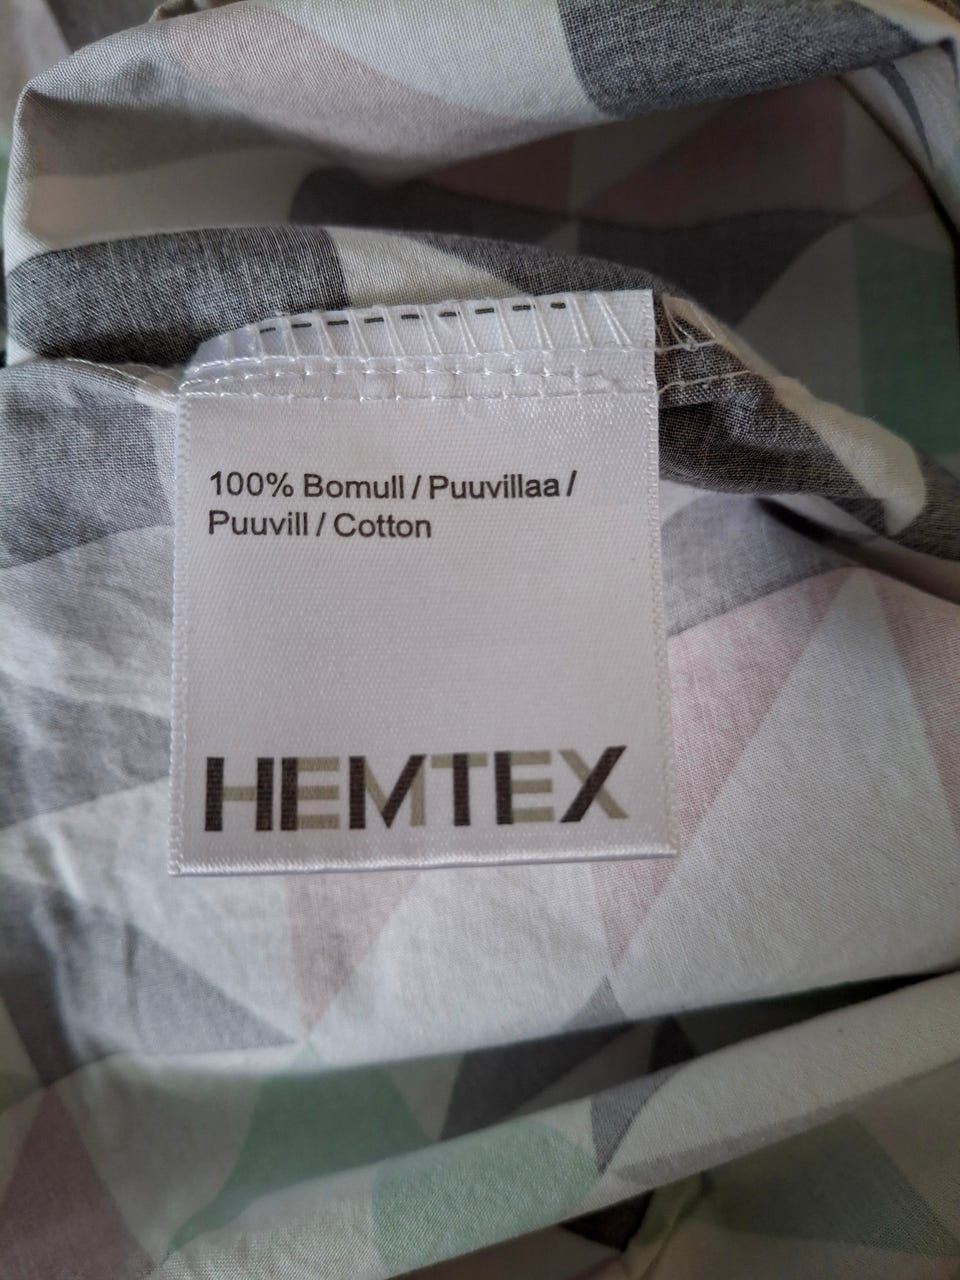 100% Bomull / Puuvillaa /
Puuvill / Cotton
HEMTEX